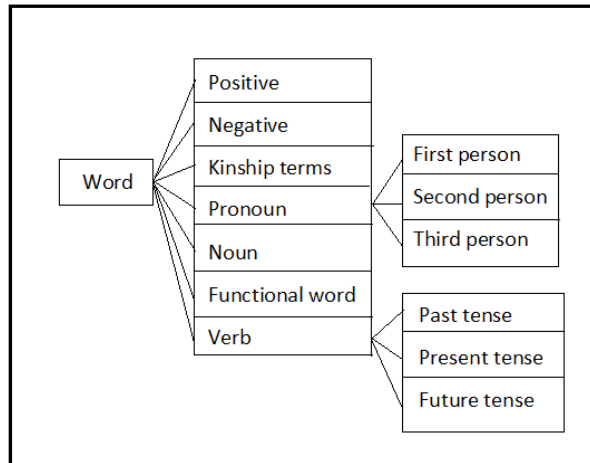 Word
Positive
Negative
Kinship terms
Pronoun
Noun
Functional word
Verb
First person
Second person
Third person
Past tense
Present tense
Future tense